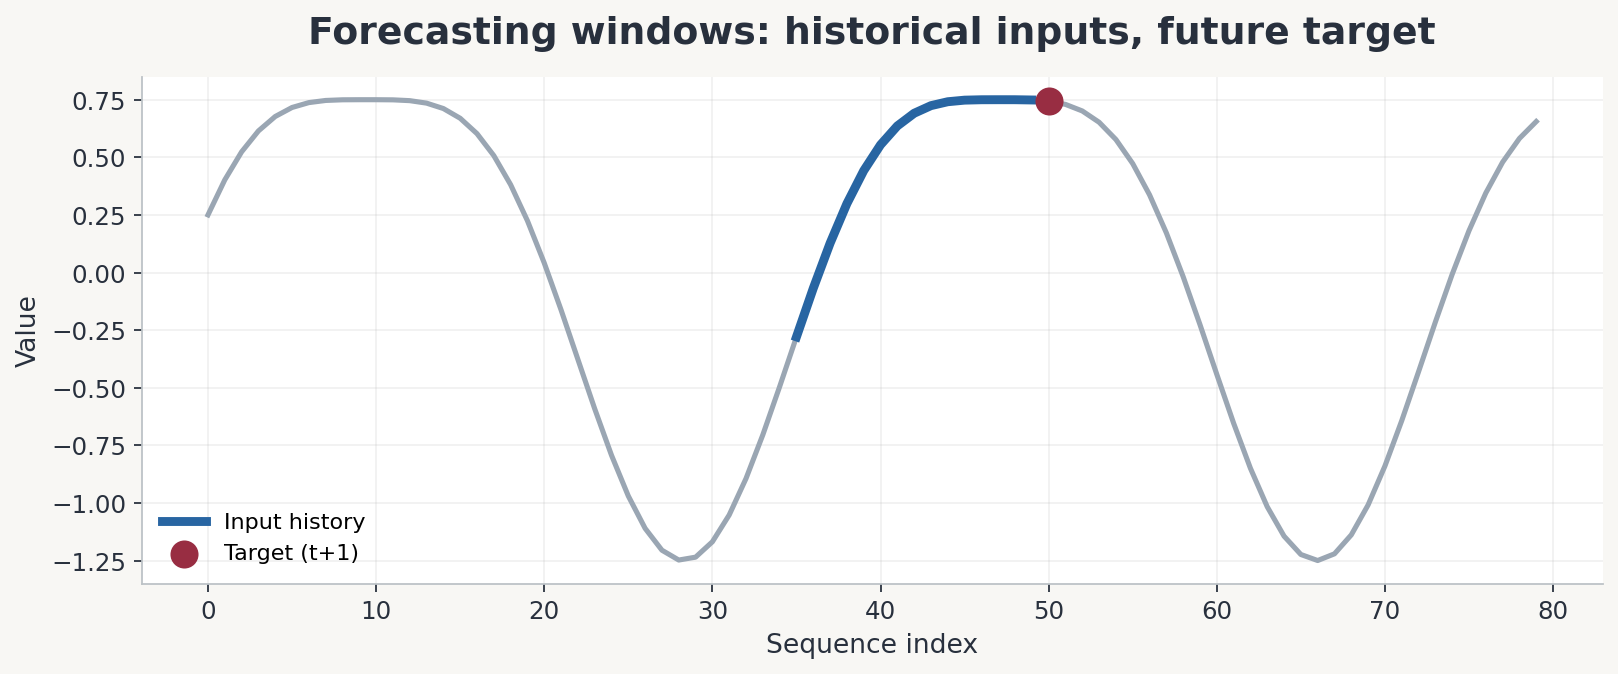 Forecasting windows: historical inputs, future target
0.75
0.50
0.25
0.00
−0.25
−0.50
−0.75
−1.00
−1.25
Value
Input history
Target (t+1)
0 10 20 30 40 50 60 70 80
Sequence index